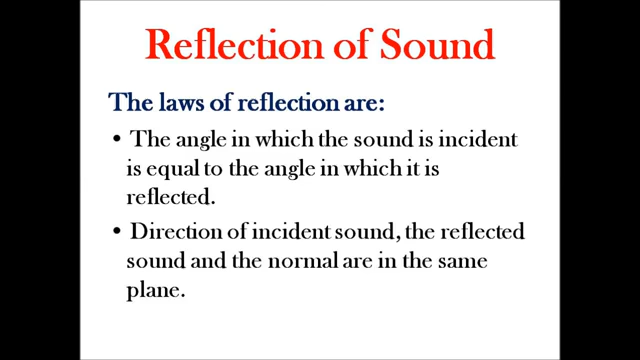 Reflection of Sound
The laws of reflection are:
• The angle in which the sound is incident
is equal to the angle in which it is
reflected.
• Direction of incident sound, the reflected
sound and the normal are in the same
plane.